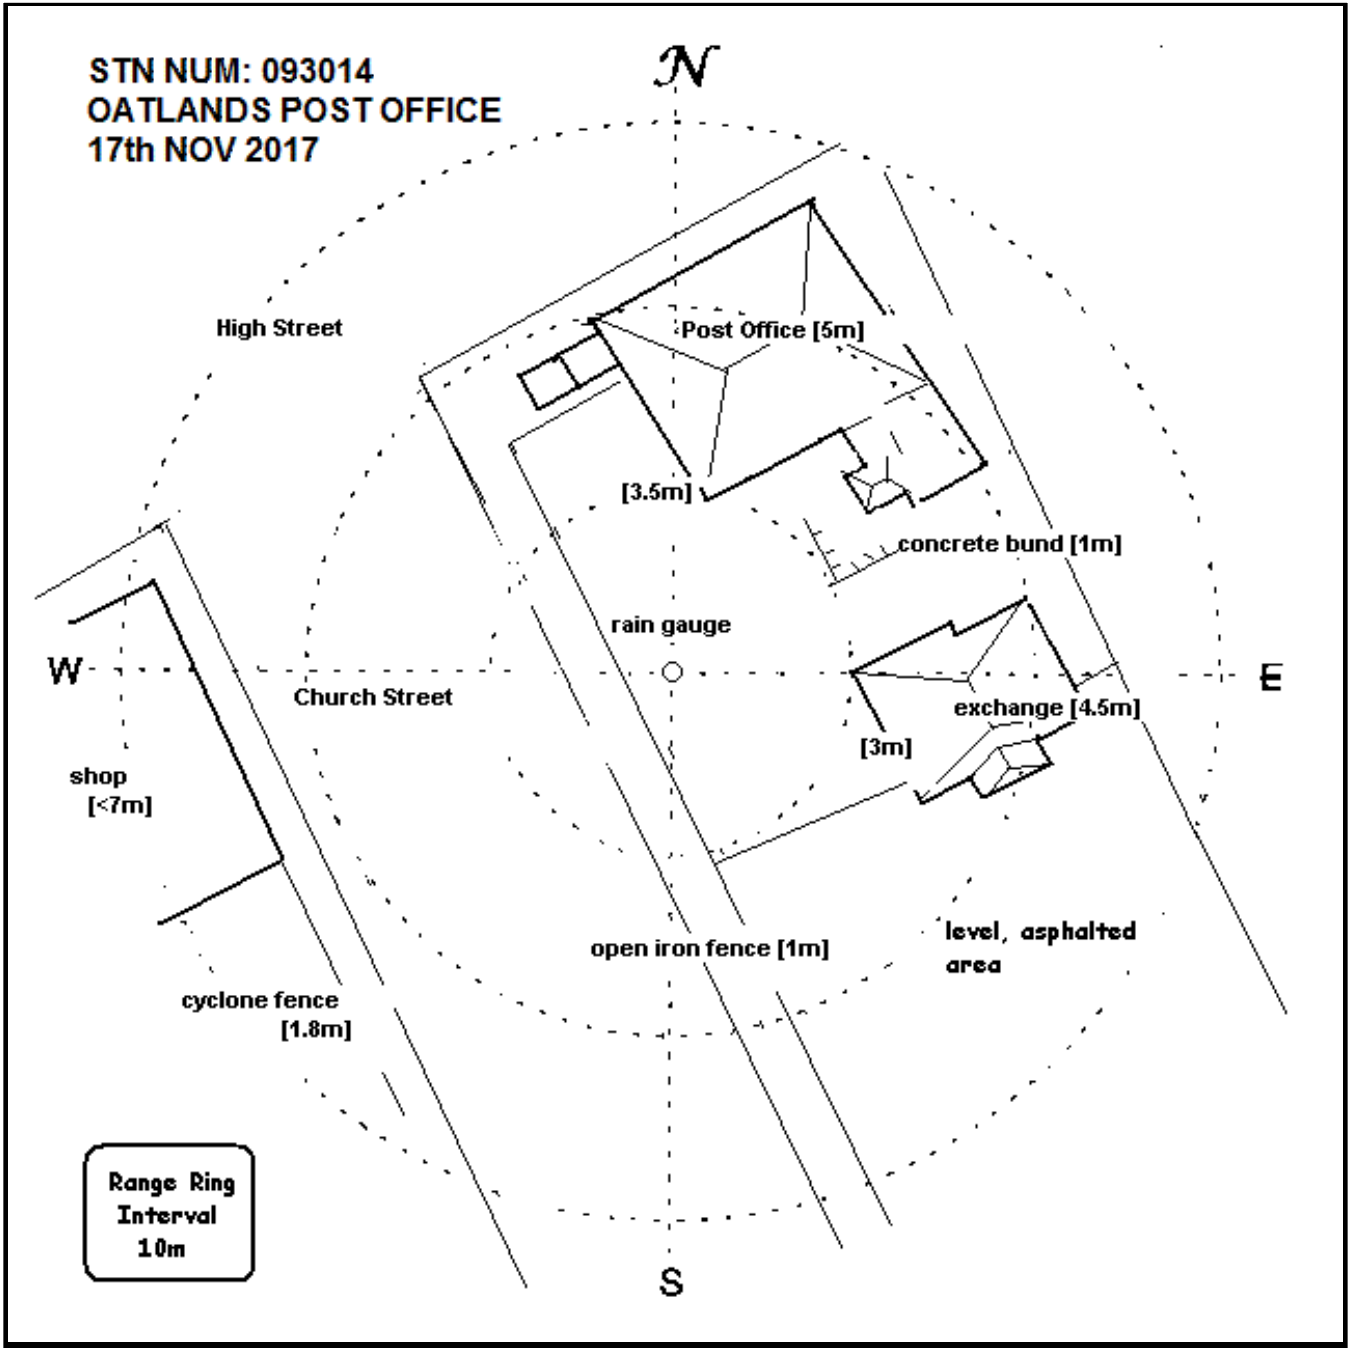 STN NUM: 093014
OATLANDS POST OFFICE
17th NOV 2017
N
High Street
Post Office [5m]
[3.5m]
concrete bund [1m]
rain gauge
W
E
Church Street
exchange [4.5m]
[3m]
shop
[<7m]
level, asphalted
area
open iron fence [1m]
cyclone fence
[1.8m]
Range Ring
Interval
10m
S